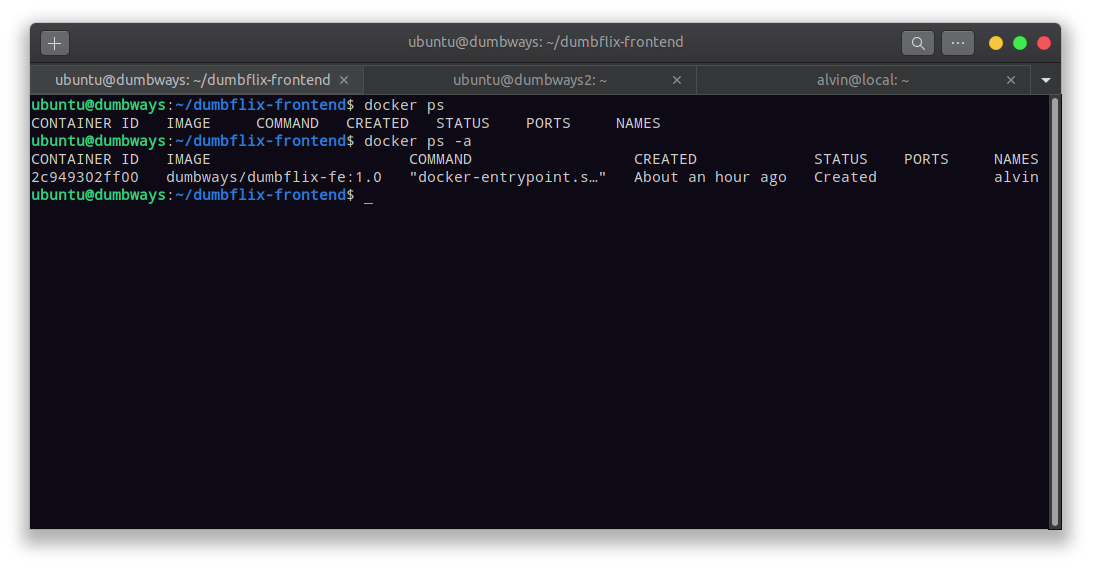 ubuntu@dumbways: ~/dumbflix-frontend
ubuntu@dumbways: ~/dumbflix-frontend × ubuntu@dumbways2: ~ × alvin@local: ~ ×
ubuntu@dumbways:~/dumbflix-frontend$ docker ps
CONTAINER ID   IMAGE     COMMAND   CREATED   STATUS    PORTS     NAMES
ubuntu@dumbways:~/dumbflix-frontend$ docker ps -a
CONTAINER ID   IMAGE                      COMMAND                  CREATED             STATUS    PORTS     NAMES
2c949302ff00   dumbways/dumbflix-fe:1.0   "docker-entrypoint.s…"   About an hour ago   Created             alvin
ubuntu@dumbways:~/dumbflix-frontend$ _